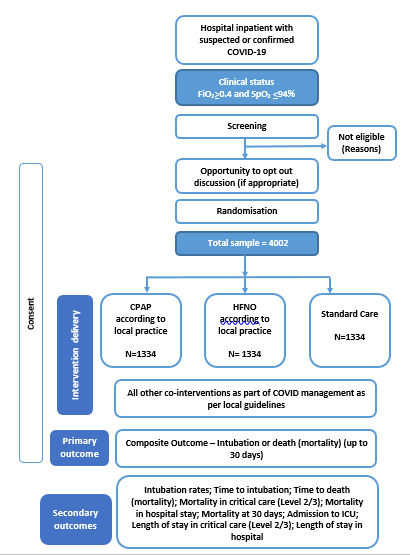 Hospital inpatient with
suspected or confirmed
COVID-19
Clinical status
FiO₂≥0.4 and SpO₂ ≤94%
Screening
Not eligible
(Reasons)
Opportunity to opt out
discussion (if appropriate)
Randomisation
Total sample = 4002
Consent
Intervention delivery
CPAP
according to
local practice
N=1334
HFNO
according to
local practice
N= 1334
Standard Care
N=1334
All other co-interventions as part of COVID management as
per local guidelines
Primary
outcome
Composite Outcome – Intubation or death (mortality) (up to
30 days)
Secondary
outcomes
Intubation rates; Time to intubation; Time to death
(mortality); Mortality in critical care (Level 2/3); Mortality
in hospital stay; Mortality at 30 days; Admission to ICU;
Length of stay in critical care (Level 2/3); Length of stay in
hospital